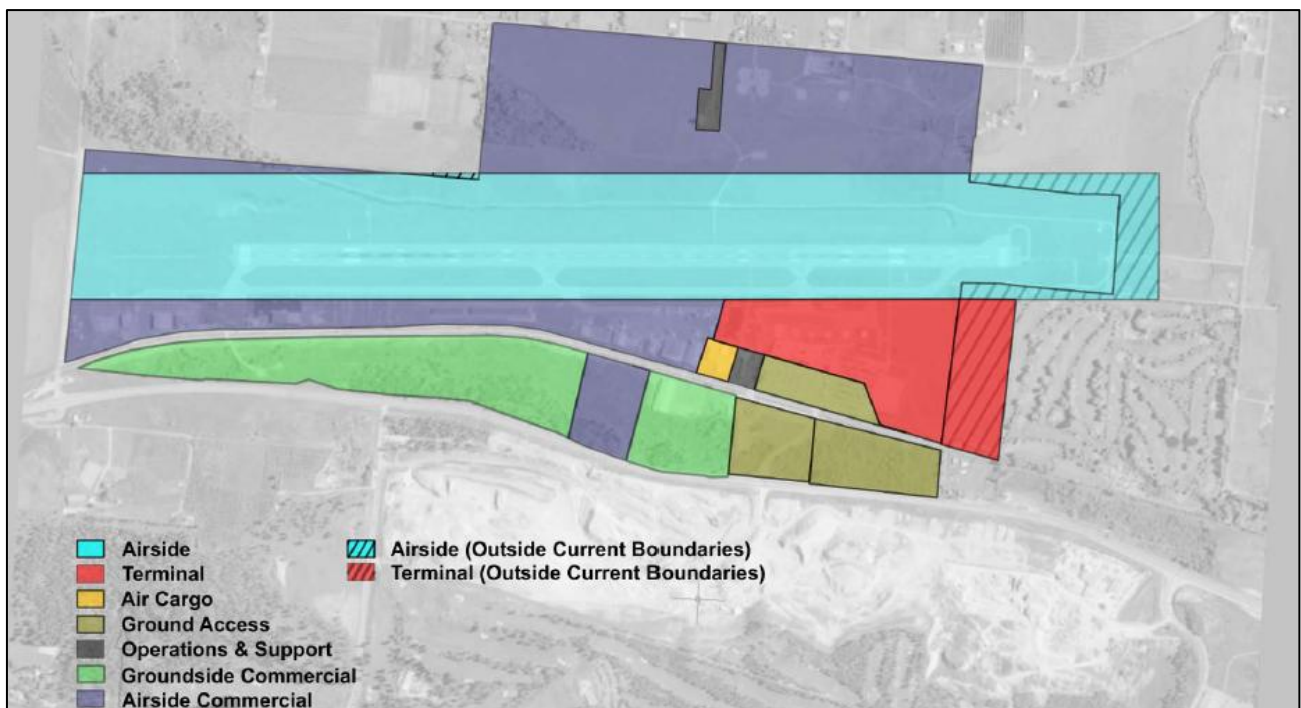 Airside
Terminal
Air Cargo
Ground Access
Operations & Support
Groundside Commercial
Airside Commercial
Airside (Outside Current Boundaries)
Terminal (Outside Current Boundaries)